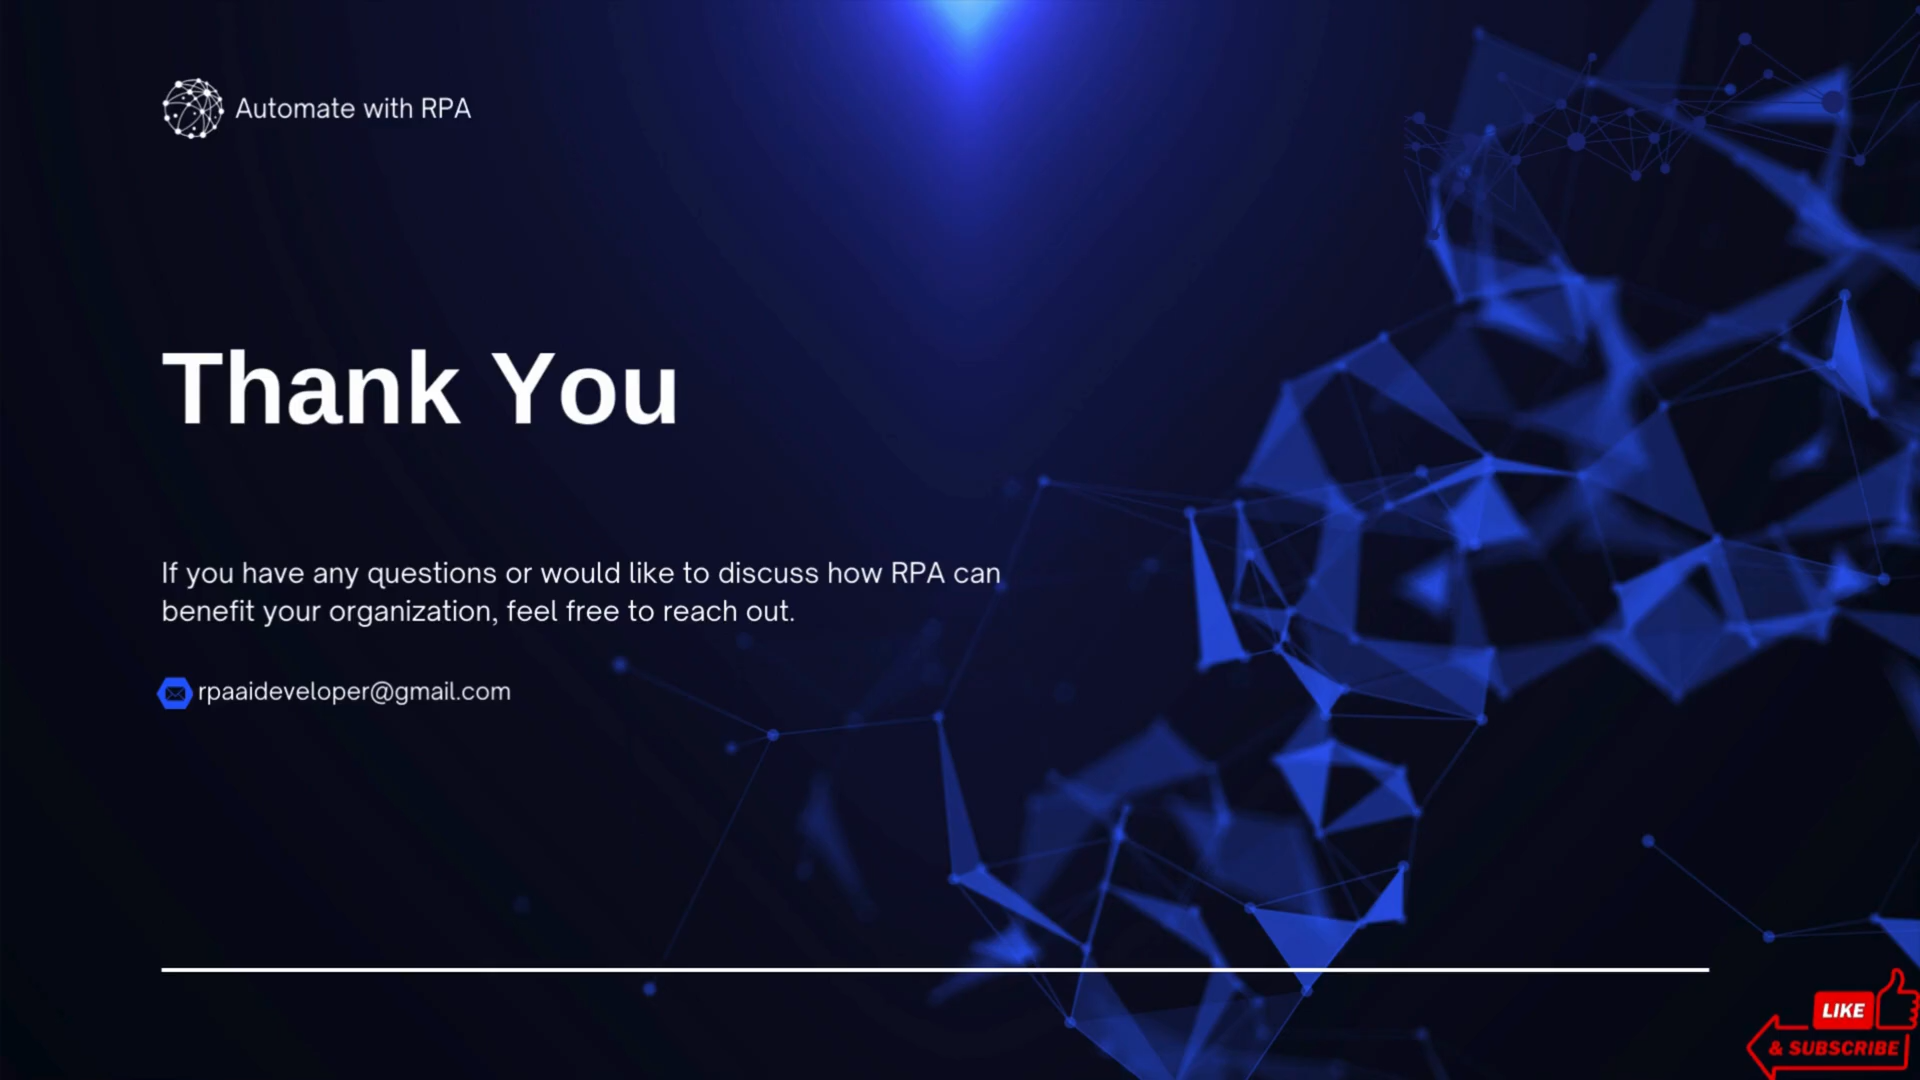 Automate with RPA
Thank You
If you have any questions or would like to discuss how RPA can
benefit your organization, feel free to reach out.
rpaaideveloper@gmail.com
LIKE
& SUBSCRIBE